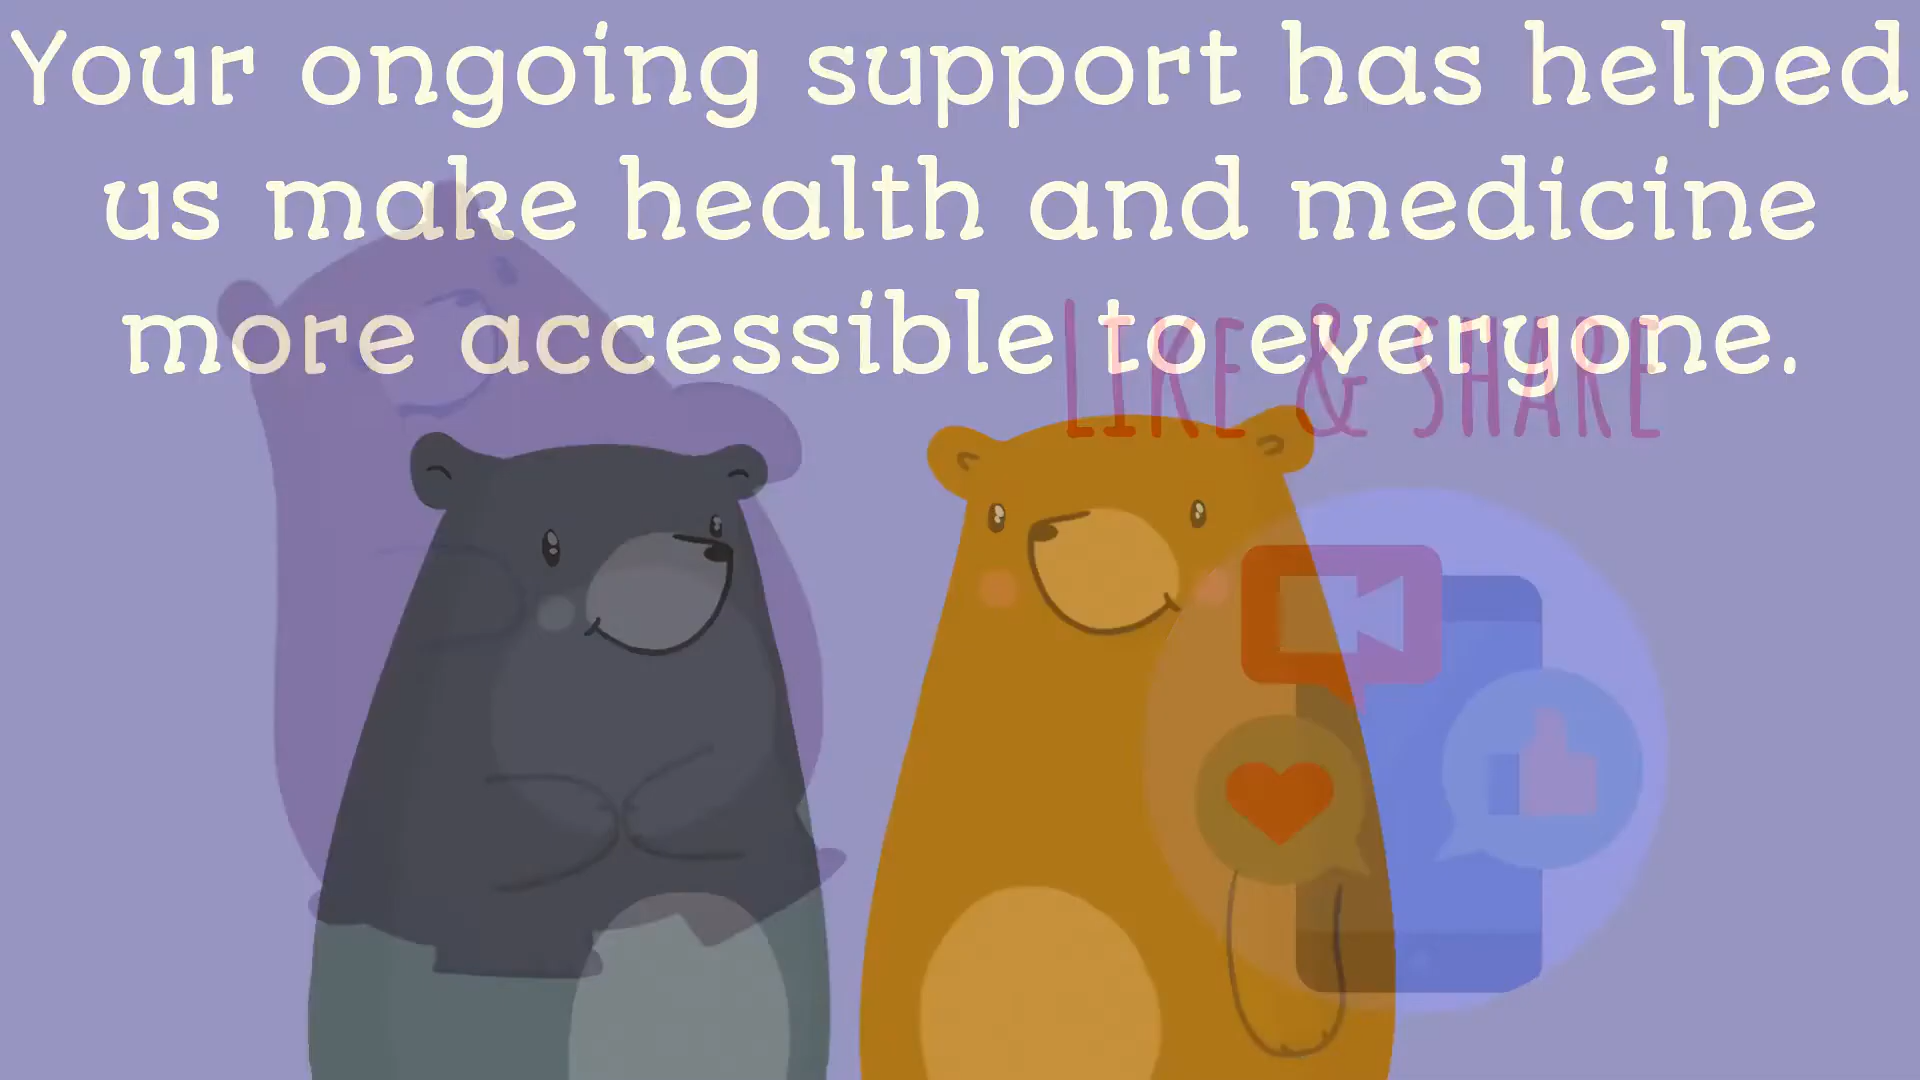 Your ongoing support has helped
us make health and medicine
more accessible to everyone.
LIKE & SHARE